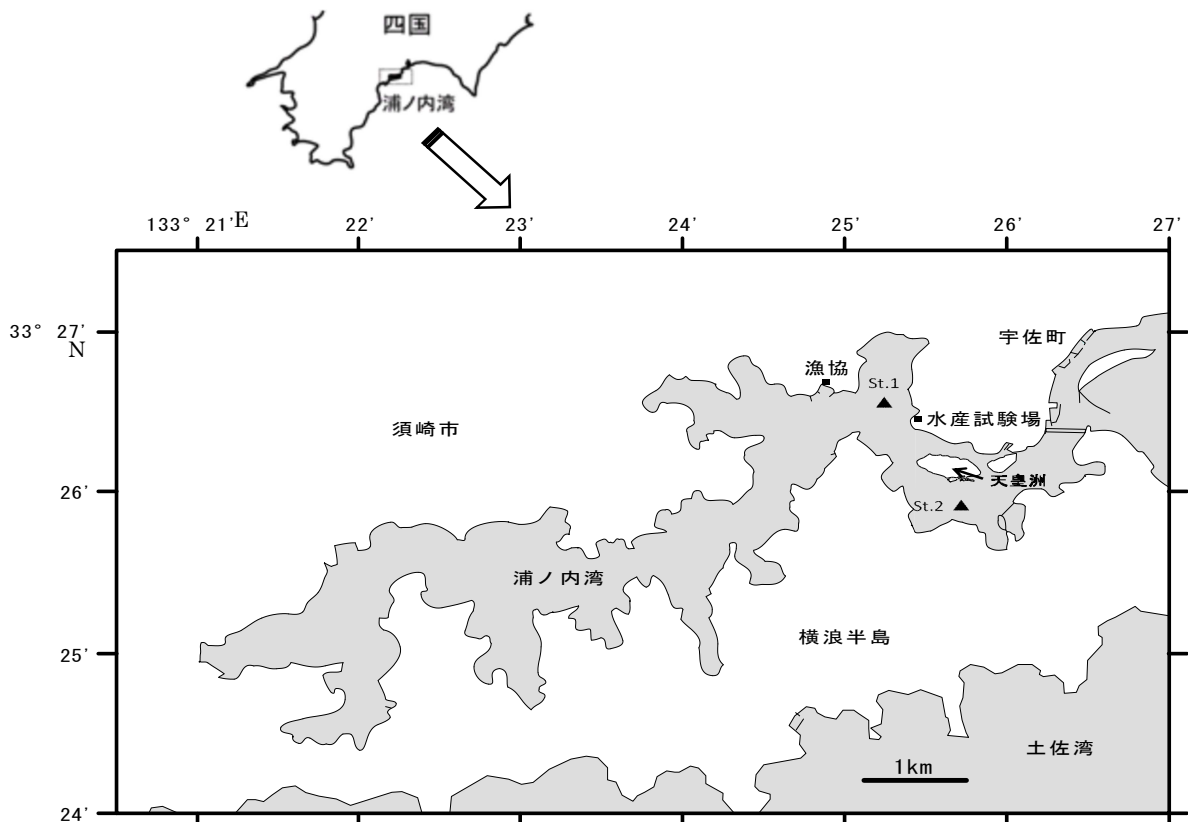 四国
浦ノ内湾
133° 21'E
22'
23'
24'
25'
26'
27'
33° 27'
N
宇佐町
漁協
St.1
水産試験場
須崎市
26'
天皇洲
St.2
浦ノ内湾
横浪半島
25'
土佐湾
1km
24'